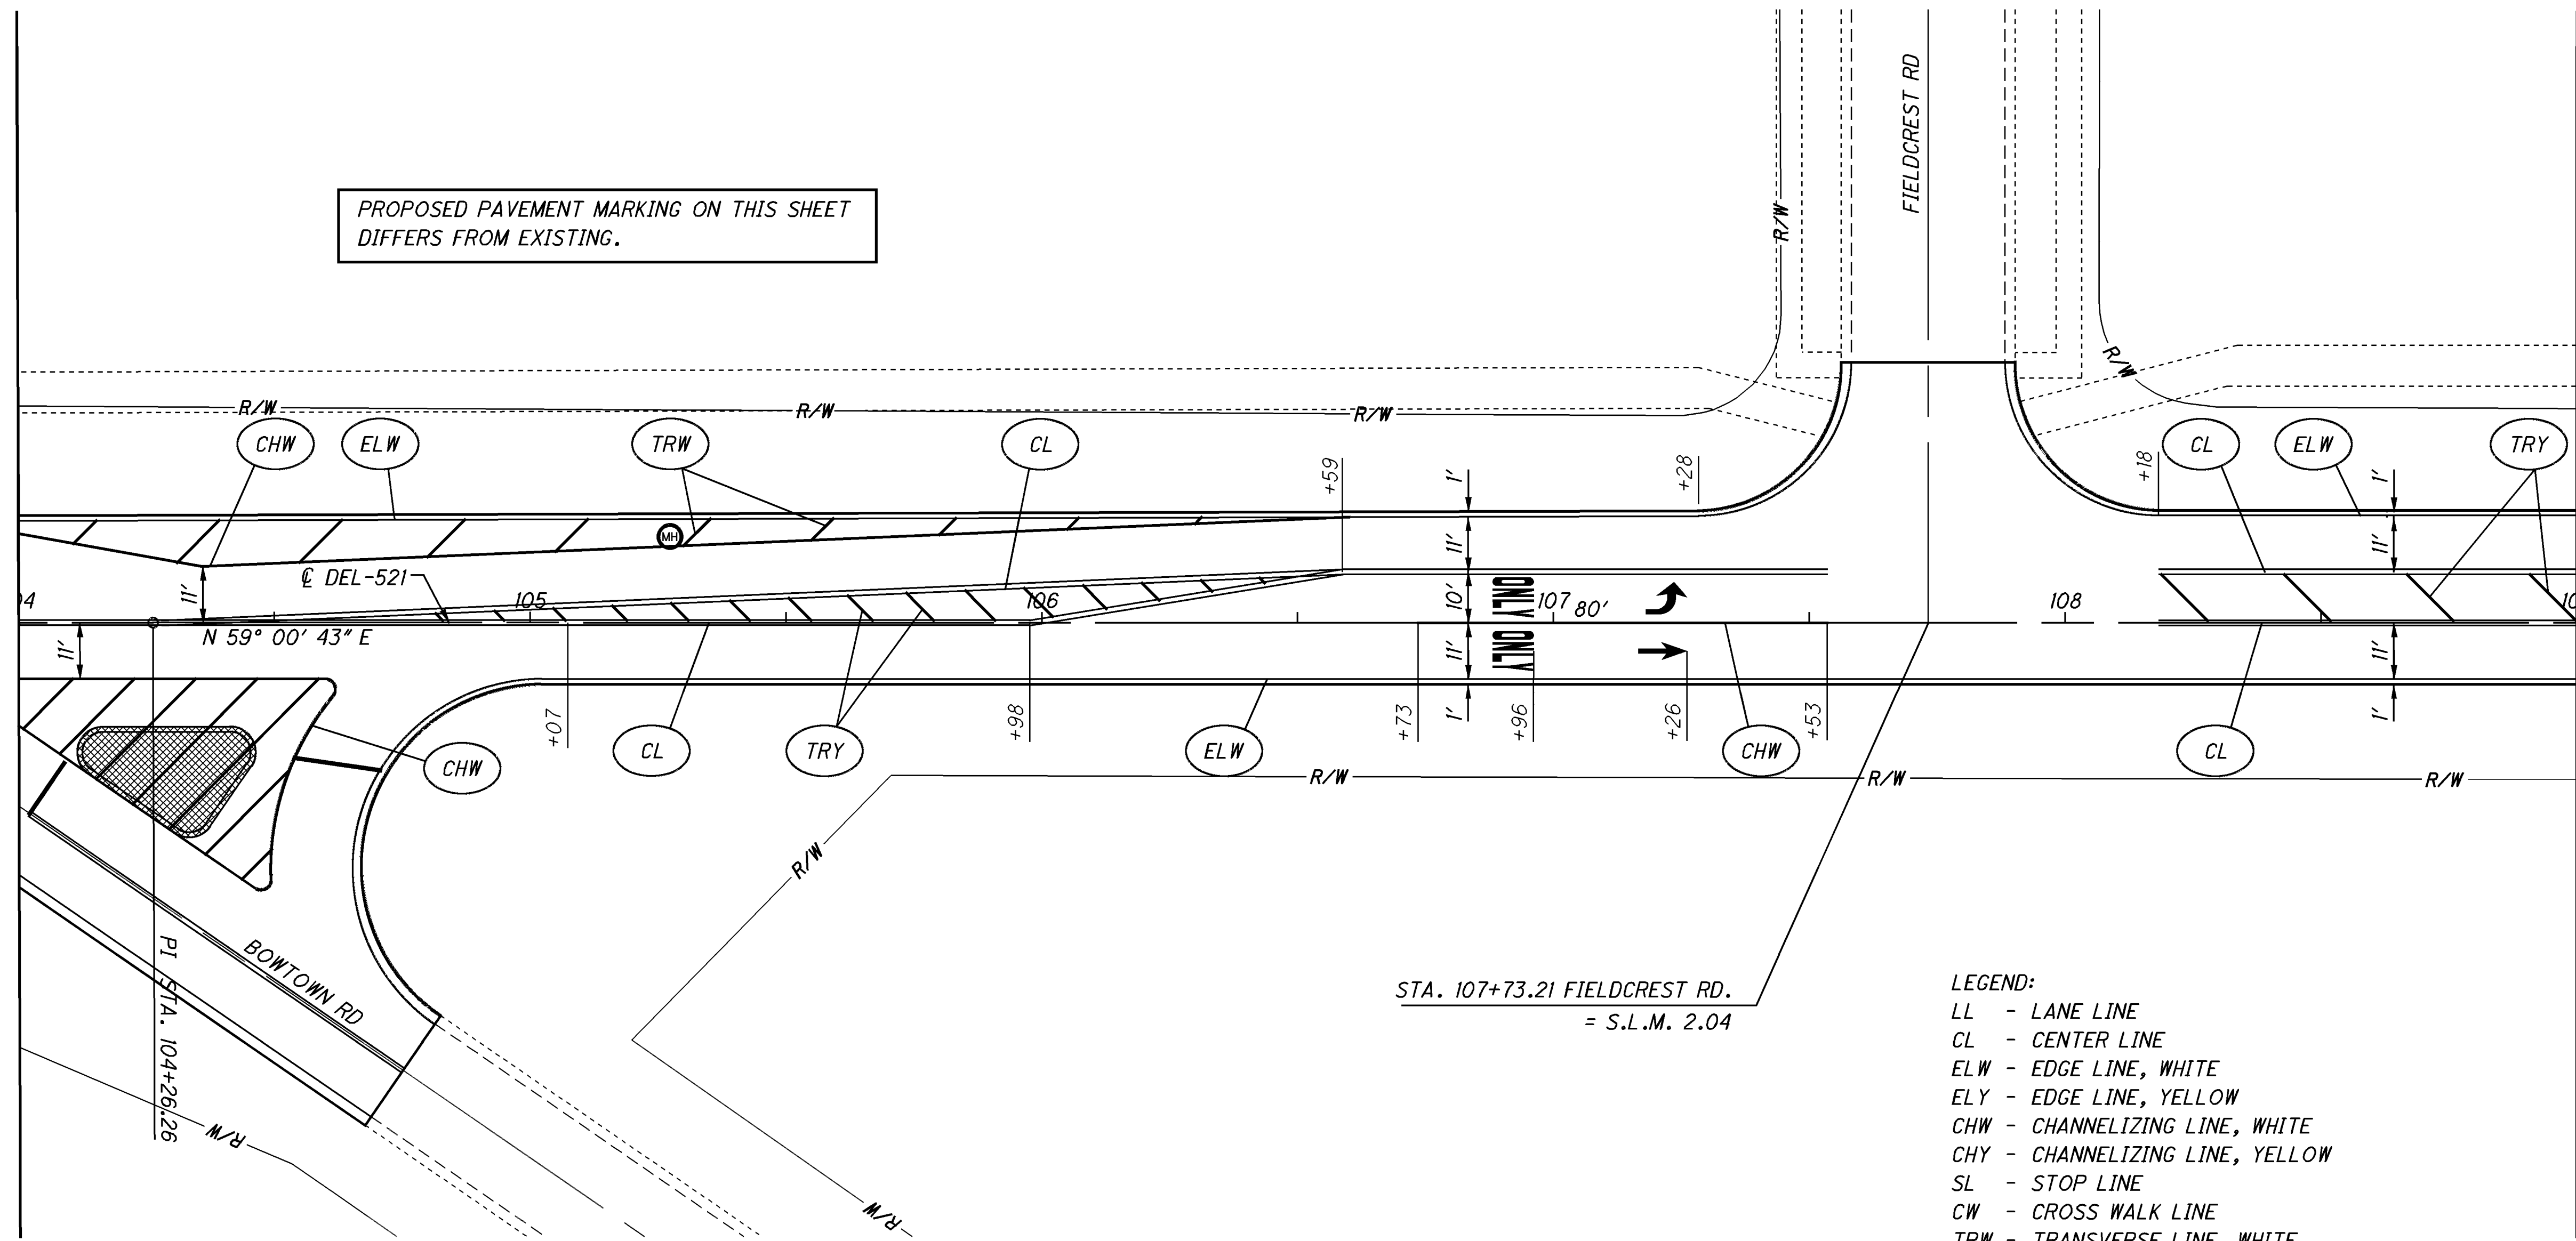 FIELDCREST RD
PROPOSED PAVEMENT MARKING ON THIS SHEET
DIFFERS FROM EXISTING.
R/W
R/W
R/W
R/W
R/W
CHW
ELW
TRW
CL
+59
1'
+28
+18
CL
ELW
1'
TRY
11'
11'
11'
℄ DEL-521
105
106
10'
ONLY
107
80'
108
N 59° 00' 43" E
11'
11'
ONLY
11'
+07
CL
+98
TRY
ELW
+73
1'
+96
+26
CHW
+53
CL
1'
CHW
R/W
R/W
R/W
R/W
BOWTOWN RD
PI STA. 104+26.26
R/W
R/W
STA. 107+73.21 FIELDCREST RD.
= S.L.M. 2.04
LEGEND:
LL - LANE LINE
CL - CENTER LINE
ELW - EDGE LINE, WHITE
ELY - EDGE LINE, YELLOW
CHW - CHANNELIZING LINE, WHITE
CHY - CHANNELIZING LINE, YELLOW
SL - STOP LINE
CW - CROSS WALK LINE
TRW - TRANSVERSE LINE, WHITE
MH